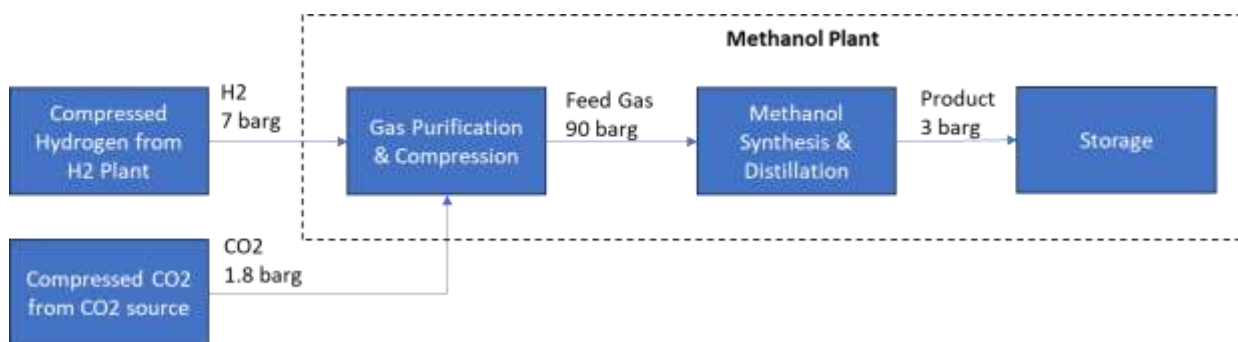 Methanol Plant
H2
7 barg
Feed Gas
90 barg
Product
3 barg
Compressed
Hydrogen from
H2 Plant
Gas Purification
& Compression
Methanol
Synthesis &
Distillation
Storage
CO2
1.8 barg
Compressed CO2
from CO2 source